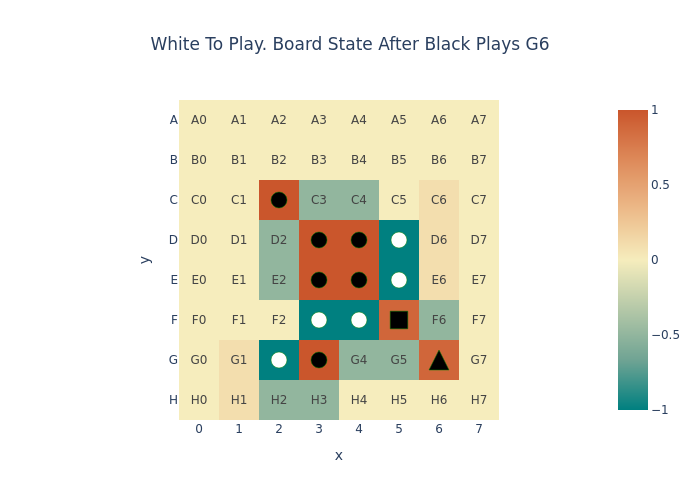 White To Play. Board State After Black Plays G6
A A0 A1 A2 A3 A4 A5 A6 A7
B B0 B1 B2 B3 B4 B5 B6 B7
C C0 C1 C3 C4 C5 C6 C7
D D0 D1 D2 D6 D7
E E0 E1 E2 E6 E7
F F0 F1 F2 F6 F7
G G0 G1 G4 G5 G7
H H0 H1 H2 H3 H4 H5 H6 H7
0 1 2 3 4 5 6 7
x
y
1
0.5
0
−0.5
−1